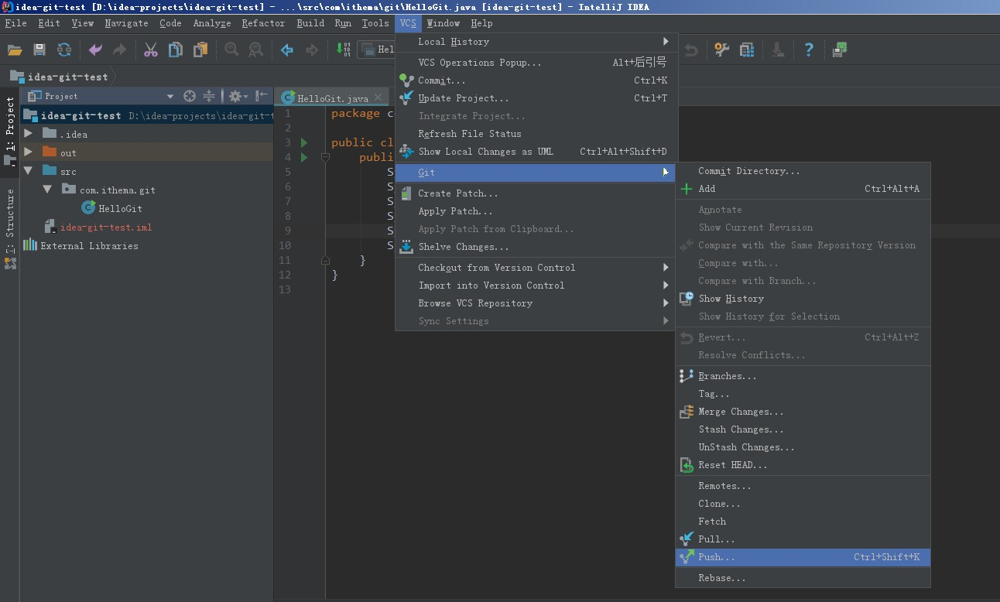 idea-git-test [D:\idea-projects\idea-git-test] - ...\src\com\ithema\git\HelloGit.java [idea-git-test] - IntelliJ IDEA
File Edit View Navigate Code Analyze Refactor Build Run Tools VCS Window Help
Hel
idea-git-test
Project
idea-git-test D:\idea-projects\idea-git-t
.idea
out
src
com.ithema.git
HelloGit
idea-git-test.iml
External Libraries
1: Project
7: Structure
HelloGit.java
1 package c
2
3 public cl
4 publi
5 S
6 S
7 S
8 S
9 S
10 S
11 }
12 }
13
Local History
VCS Operations Popup... Alt+后引号
Commit... Ctrl+K
Update Project... Ctrl+T
Integrate Project...
Refresh File Status
Show Local Changes as UML Ctrl+Alt+Shift+D
Git
Create Patch...
Apply Patch...
Apply Patch from Clipboard...
Shelve Changes...
Checkout from Version Control
Import into Version Control
Browse VCS Repository
Sync Settings
Commit Directory...
Add Ctrl+Alt+A
Annotate
Show Current Revision
Compare with the Same Repository Version
Compare with...
Compare with Branch...
Show History
Show History for Selection
Revert... Ctrl+Alt+Z
Resolve Conflicts...
Branches...
Tag...
Merge Changes...
Stash Changes...
UnStash Changes...
Reset HEAD...
Remotes...
Clone...
Fetch
Pull...
Push... Ctrl+Shift+K
Rebase...